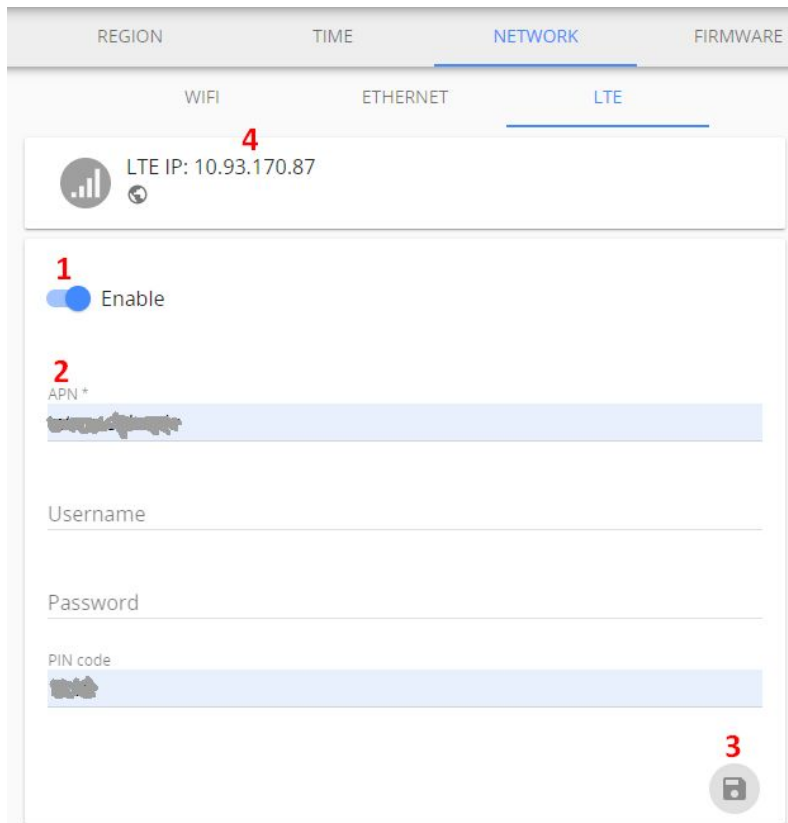 REGION TIME NETWORK FIRMWARE
WIFI ETHERNET LTE
4
LTE IP: 10.93.170.87
1
Enable
2
APN *
Username
Password
PIN code
3